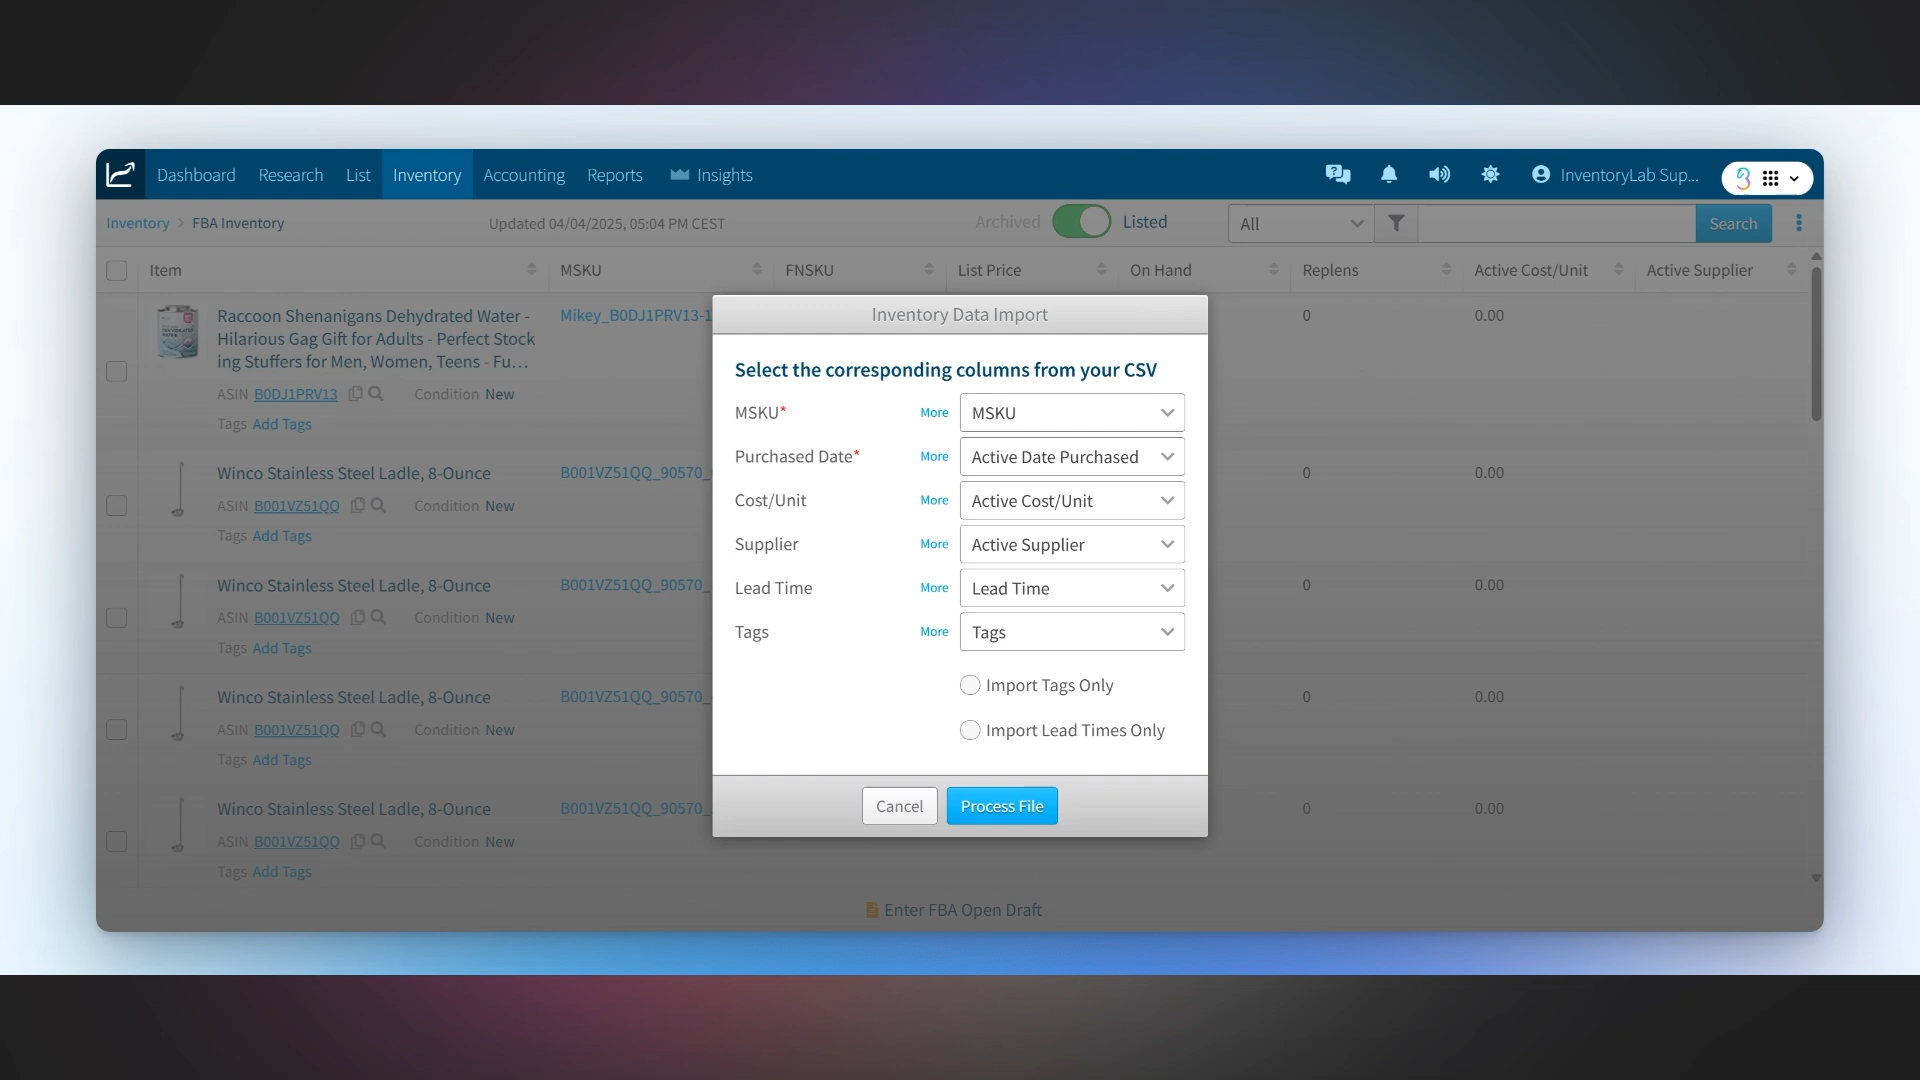 Dashboard Research List Inventory Accounting Reports Insights InventoryLab Sup...
Inventory > FBA Inventory Updated 04/04/2025, 05:04 PM CEST Archived Listed All Search
Item MSKU FNSKU List Price On Hand Replens Active Cost/Unit Active Supplier
Raccoon Shenanigans Dehydrated Water - Mikey_B0DJ1PRV13-1 0 0.00
Hilarious Gag Gift for Adults - Perfect Stock
ing Stuffers for Men, Women, Teens - Fu...
ASIN B0DJ1PRV13 Condition New
Tags Add Tags
Winco Stainless Steel Ladle, 8-Ounce B001VZ51QQ_90570_ 0 0.00
ASIN B001VZ51QQ Condition New
Tags Add Tags
Winco Stainless Steel Ladle, 8-Ounce B001VZ51QQ_90570_ 0 0.00
ASIN B001VZ51QQ Condition New
Tags Add Tags
Winco Stainless Steel Ladle, 8-Ounce B001VZ51QQ_90570_ 0 0.00
ASIN B001VZ51QQ Condition New
Tags Add Tags
Winco Stainless Steel Ladle, 8-Ounce B001VZ51QQ_90570_ 0 0.00
ASIN B001VZ51QQ Condition New
Tags Add Tags
Enter FBA Open Draft
Inventory Data Import
Select the corresponding columns from your CSV
MSKU* More MSKU
Purchased Date* More Active Date Purchased
Cost/Unit More Active Cost/Unit
Supplier More Active Supplier
Lead Time More Lead Time
Tags More Tags
Import Tags Only
Import Lead Times Only
Cancel Process File